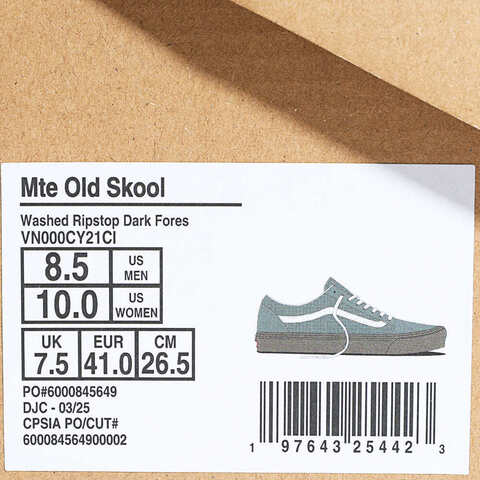 Mte Old Skool
Washed Ripstop Dark Fores
VN000CY21CI
8.5 US MEN
10.0 US WOMEN
UK EUR CM
7.5 41.0 26.5
PO#6000845649
DJC - 03/25
CPSIA PO/CUT#
600084564900002
1 97643 25442 3